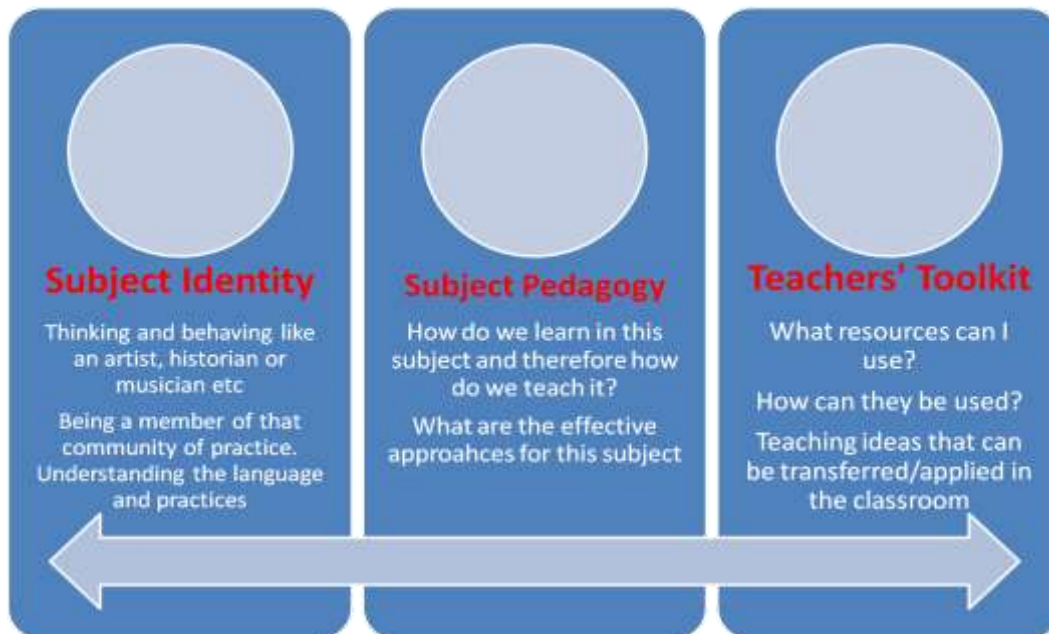 Subject Identity
Thinking and behaving like
an artist, historian or
musician etc
Being a member of that
community of practice.
Understanding the language
and practices
Subject Pedagogy
How do we learn in this
subject and therefore how
do we teach it?
What are the effective
approahces for this subject
Teachers' Toolkit
What resources can I
use?
How can they be used?
Teaching ideas that can
be transferred/applied in
the classroom